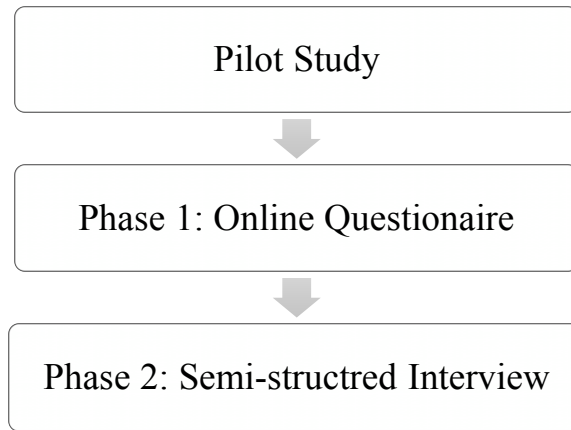 Pilot Study
Phase 1: Online Questionaire
Phase 2: Semi-structred Interview